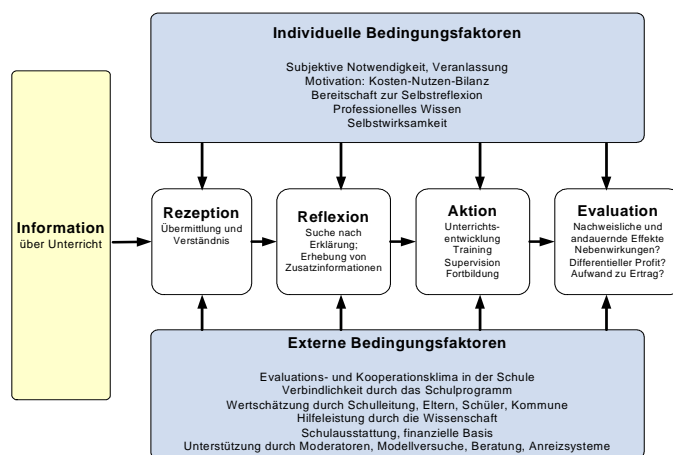 Individuelle Bedingungsfaktoren
Subjektive Notwendigkeit, Veranlassung
Motivation: Kosten-Nutzen-Bilanz
Bereitschaft zur Selbstreflexion
Professionelles Wissen
Selbstwirksamkeit
Information
über Unterricht
Rezeption
Übermittlung und
Verständnis
Reflexion
Suche nach
Erklärung;
Erhebung von
Zusatzinformationen
Aktion
Unterrichts-
entwicklung
Training
Supervision
Fortbildung
Evaluation
Nachweisliche und
andauernde Effekte
Nebenwirkungen?
Differentieller Profit?
Aufwand zu Ertrag?
Externe Bedingungsfaktoren
Evaluations- und Kooperationsklima in der Schule
Verbindlichkeit durch das Schulprogramm
Wertschätzung durch Schulleitung, Eltern, Schüler, Kommune
Hilfeleistung durch die Wissenschaft
Schulausstattung, finanzielle Basis
Unterstützung durch Moderatoren, Modellversuche, Beratung, Anreizsysteme